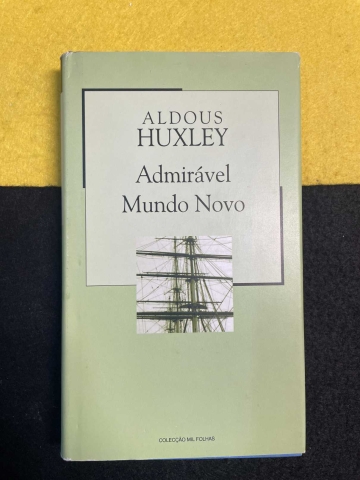 ALDOUS
HUXLEY
Admirável
Mundo Novo
COLECÇÃO MIL FOLHAS